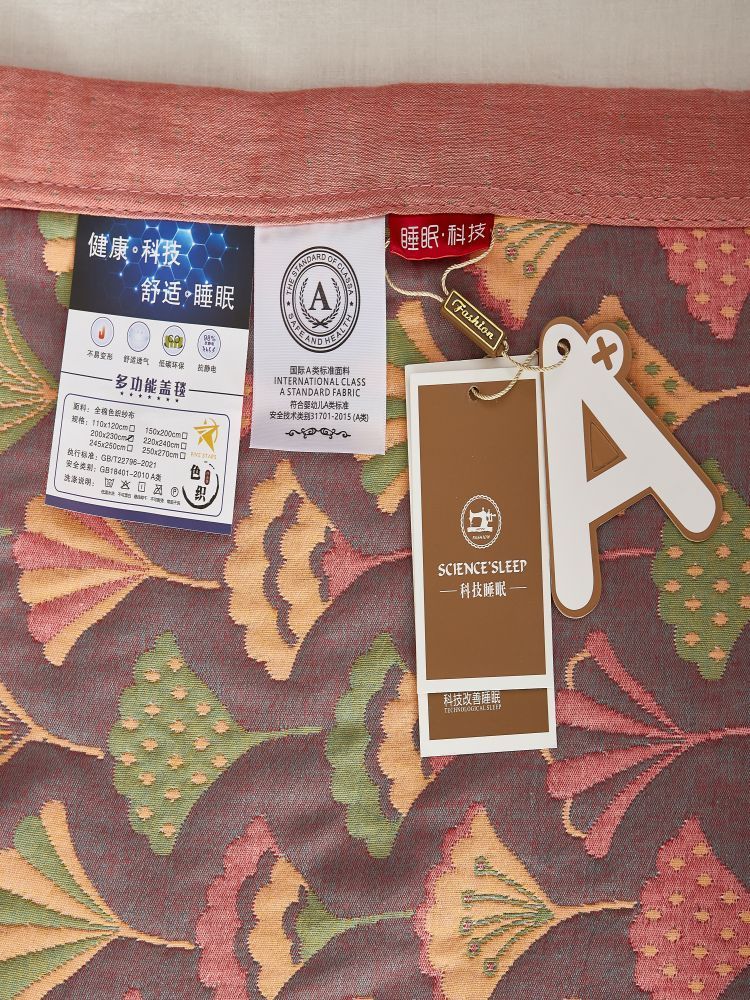 健康·科技
舒适·睡眠
不易变形 舒适透气 低碳环保 抗静电
98%
多功能盖毯
★★★★★★★
面料：全棉色织纱布
规格：110x120cm□ 150x200cm□
200x230cm☑ 220x240cm□
245x250cm□ 250x270cm□
执行标准：GB/T22796-2021
安全类别：GB18401-2010 A类
洗涤说明：
色织
THE STANDARD OF CLASSA
A
SAFE AND HEALTH
国际A类标准面料
INTERNATIONAL CLASS
A STANDARD FABRIC
符合婴幼儿A类标准
安全技术类别31701-2015 (A类)
睡眠·科技
Fashion
A
SCIENCE'SLEEP
科技睡眠
科技改善睡眠
TECHNOLOGICAL SLEEP